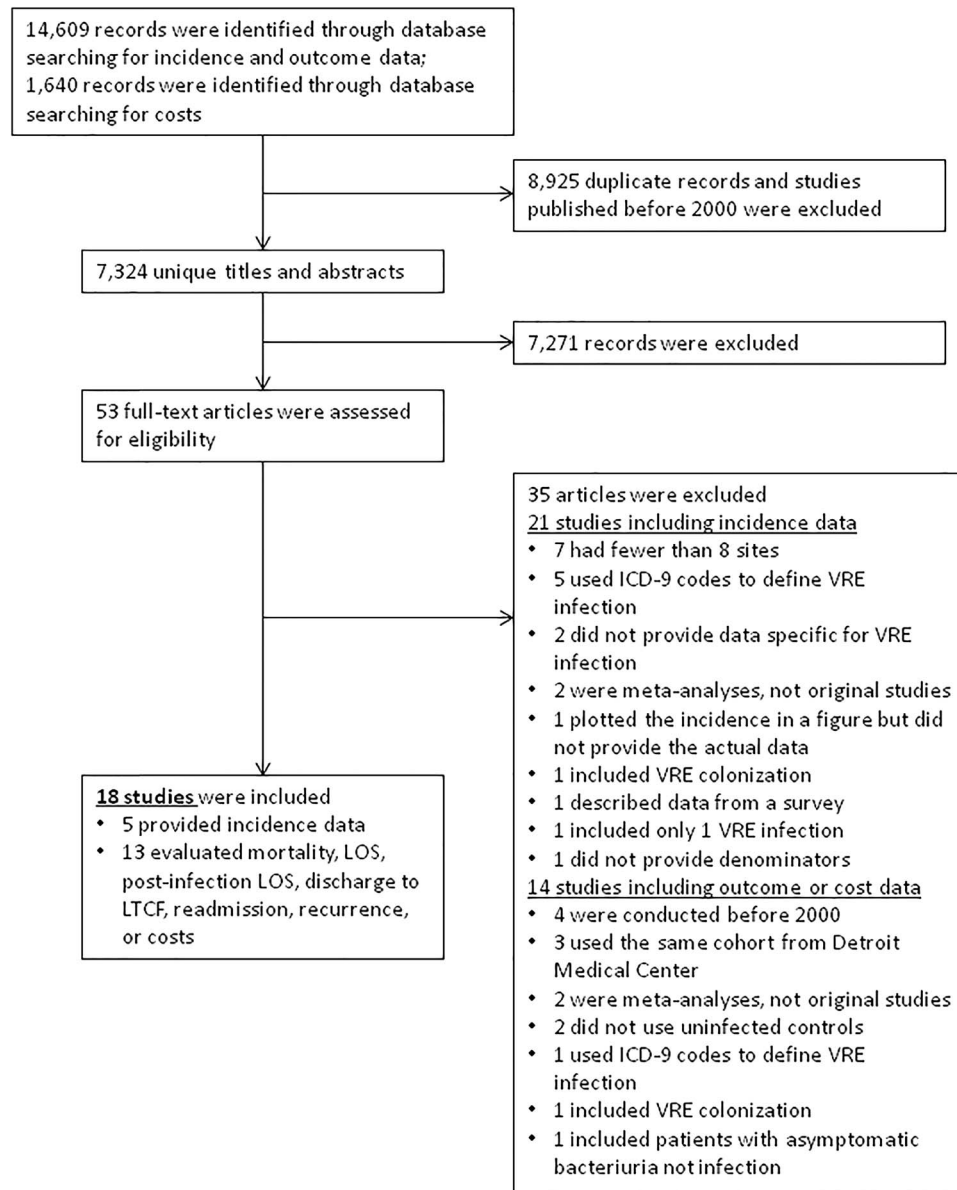 14,609 records were identified through database
searching for incidence and outcome data;
1,640 records were identified through database
searching for costs
8,925 duplicate records and studies
published before 2000 were excluded
7,324 unique titles and abstracts
7,271 records were excluded
53 full-text articles were assessed
for eligibility
35 articles were excluded
21 studies including incidence data
• 7 had fewer than 8 sites
• 5 used ICD-9 codes to define VRE
infection
• 2 did not provide data specific for VRE
infection
• 2 were meta-analyses, not original studies
• 1 plotted the incidence in a figure but did
not provide the actual data
• 1 included VRE colonization
• 1 described data from a survey
• 1 included only 1 VRE infection
• 1 did not provide denominators
14 studies including outcome or cost data
• 4 were conducted before 2000
• 3 used the same cohort from Detroit
Medical Center
• 2 were meta-analyses, not original studies
• 2 did not use uninfected controls
• 1 used ICD-9 codes to define VRE
infection
• 1 included VRE colonization
• 1 included patients with asymptomatic
bacteriuria not infection
18 studies were included
• 5 provided incidence data
• 13 evaluated mortality, LOS,
post-infection LOS, discharge to
LTCF, readmission, recurrence,
or costs